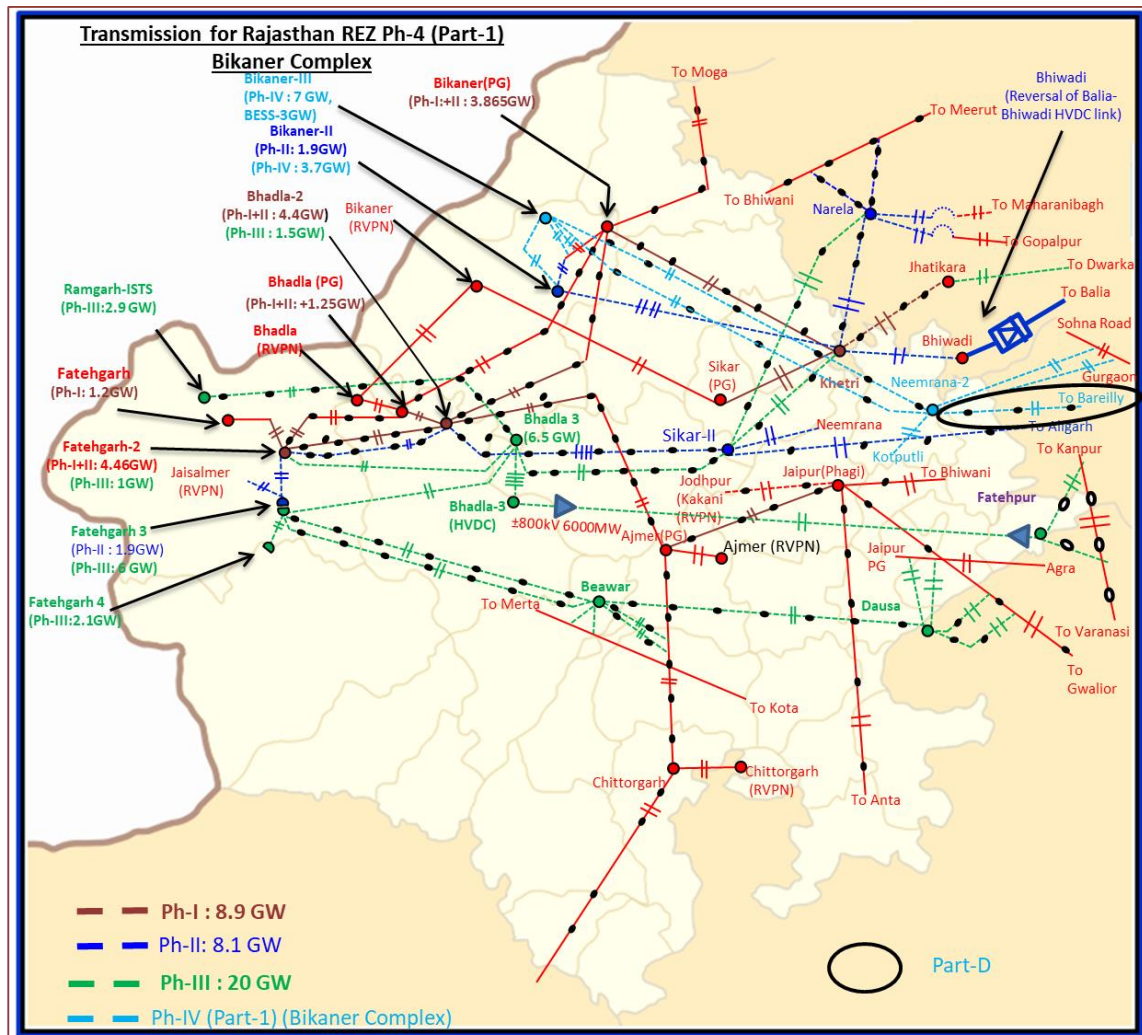 Transmission for Rajasthan REZ Ph-4 (Part-1)
Bikaner Complex
Bikaner-III
(Ph-IV : 7 GW,
BESS-3GW)
Bikaner-II
(Ph-II: 1.9GW)
(Ph-IV : 3.7GW)
Bikaner(PG)
(Ph-I:+II : 3.865GW)
To Moga
Bhiwadi
(Reversal of Balia-
Bhiwadi HVDC link)
To Meerut
To Bhiwani
Narela
To Maharanibagh
To Gopalpur
Bhadla-2
(Ph-I+II : 4.4GW)
(Ph-III : 1.5GW)
Bikaner
(RVPN)
Jhatikara
To Dwarka
Ramgarh-ISTS
(Ph-III:2.9 GW)
Bhadla (PG)
(Ph-I+II: +1.25GW)
Bhadla
(RVPN)
To Balia
Bhiwadi
Sohna Road
Fatehgarh
(Ph-I: 1.2GW)
Sikar
(PG)
Khetri
Neemrana-2
Gurgaon
To Bareilly
Fatehgarh-2
(Ph-I+II: 4.46GW)
(Ph-III: 1GW)
Jaisalmer
(RVPN)
Bhadla 3
(6.5 GW)
Sikar-II
Neemrana
Kotputli
To Aligarh
To Kanpur
Fatehgarh 3
(Ph-II : 1.9GW)
(Ph-III: 6 GW)
Bhadla-3
(HVDC)
±800kV 6000MW
Jodhpur
(Kakani)
(RVPN)
Jaipur(Phagi)
To Bhiwani
Fatehpur
Ajmer(PG)
Ajmer (RVPN)
Jaipur
PG
Agra
Fatehgarh 4
(Ph-III:2.1GW)
Beawar
To Merta
Dausa
To Varanasi
To
Gwalior
To Kota
Chittorgarh
Chittorgarh
(RVPN)
To Anta
Ph-I : 8.9 GW
Ph-II: 8.1 GW
Ph-III : 20 GW
Ph-IV (Part-1) (Bikaner Complex)
Part-D